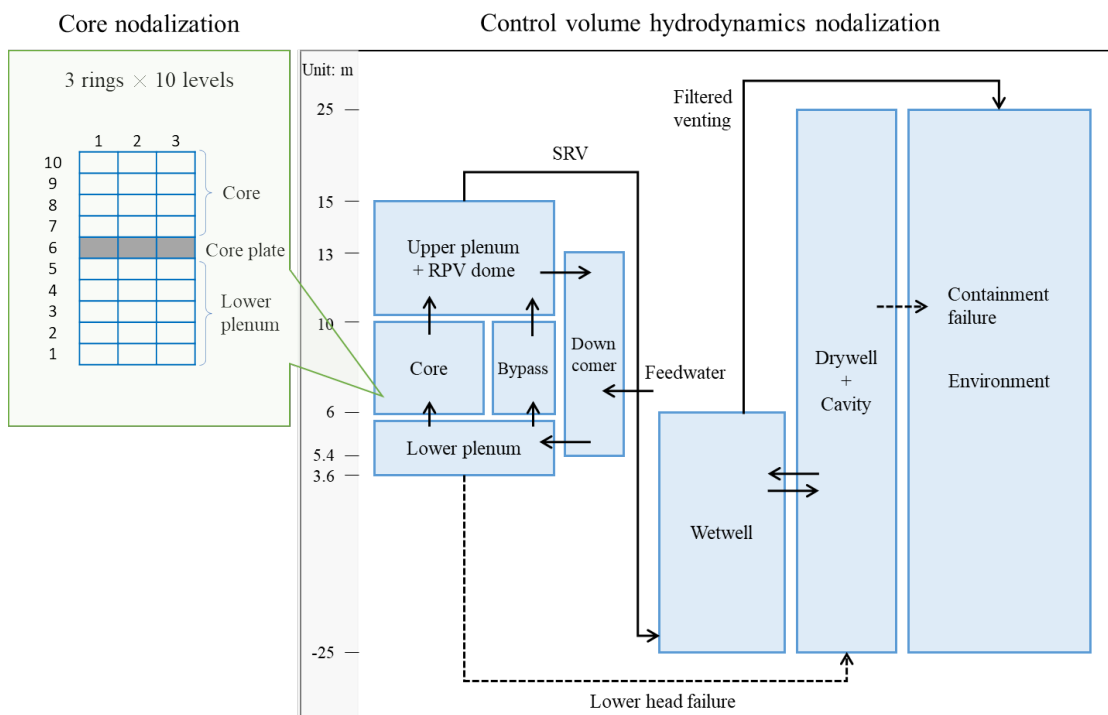 Core nodalization
3 rings × 10 levels
1 2 3
10
9
8
7
6
5
4
3
2
1
Core
Core plate
Lower
plenum
Control volume hydrodynamics nodalization
Unit: m
25
15
13
10
6
5.4
3.6
-25
SRV
Filtered
venting
Upper plenum
+ RPV dome
Core
Bypass
Down
comer
Feedwater
Lower plenum
Wetwell
Drywell
+
Cavity
Containment
failure
Environment
Lower head failure